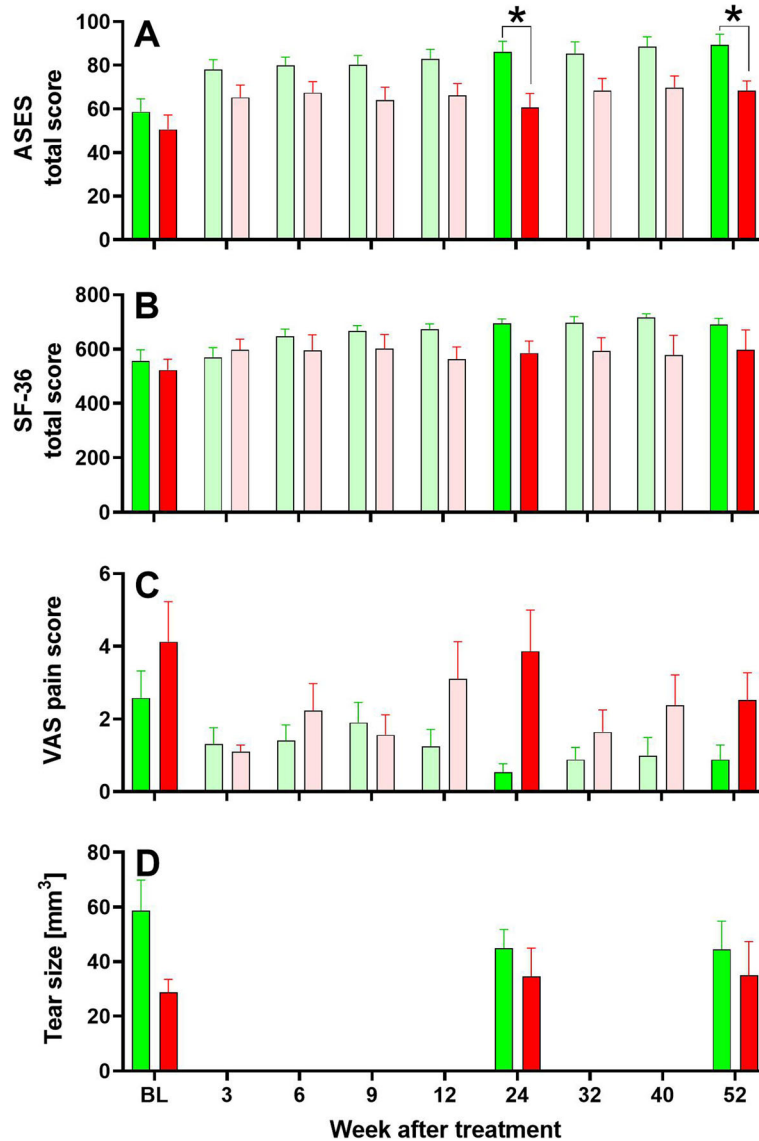 A
ASES
total score
100
80
60
40
20
0
*
*
B
SF-36
total score
800
600
400
200
0
C
VAS pain score
6
4
2
0
D
Tear size [mm³]
80
60
40
20
0
BL 3 6 9 12 24 32 40 52
Week after treatment